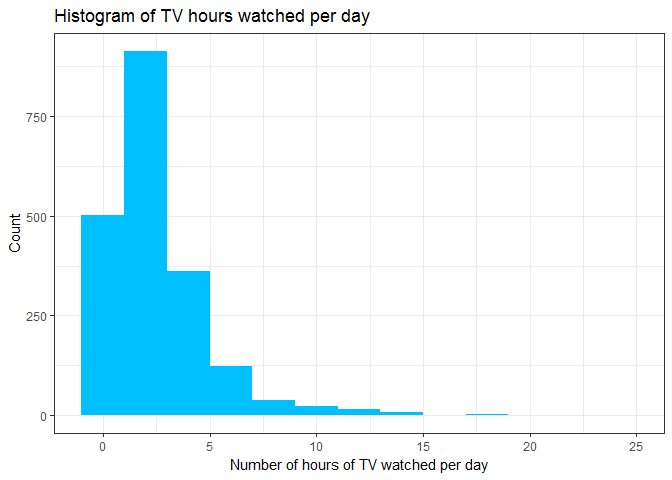 Histogram of TV hours watched per day
Count
750
500
250
0
0 5 10 15 20 25
Number of hours of TV watched per day